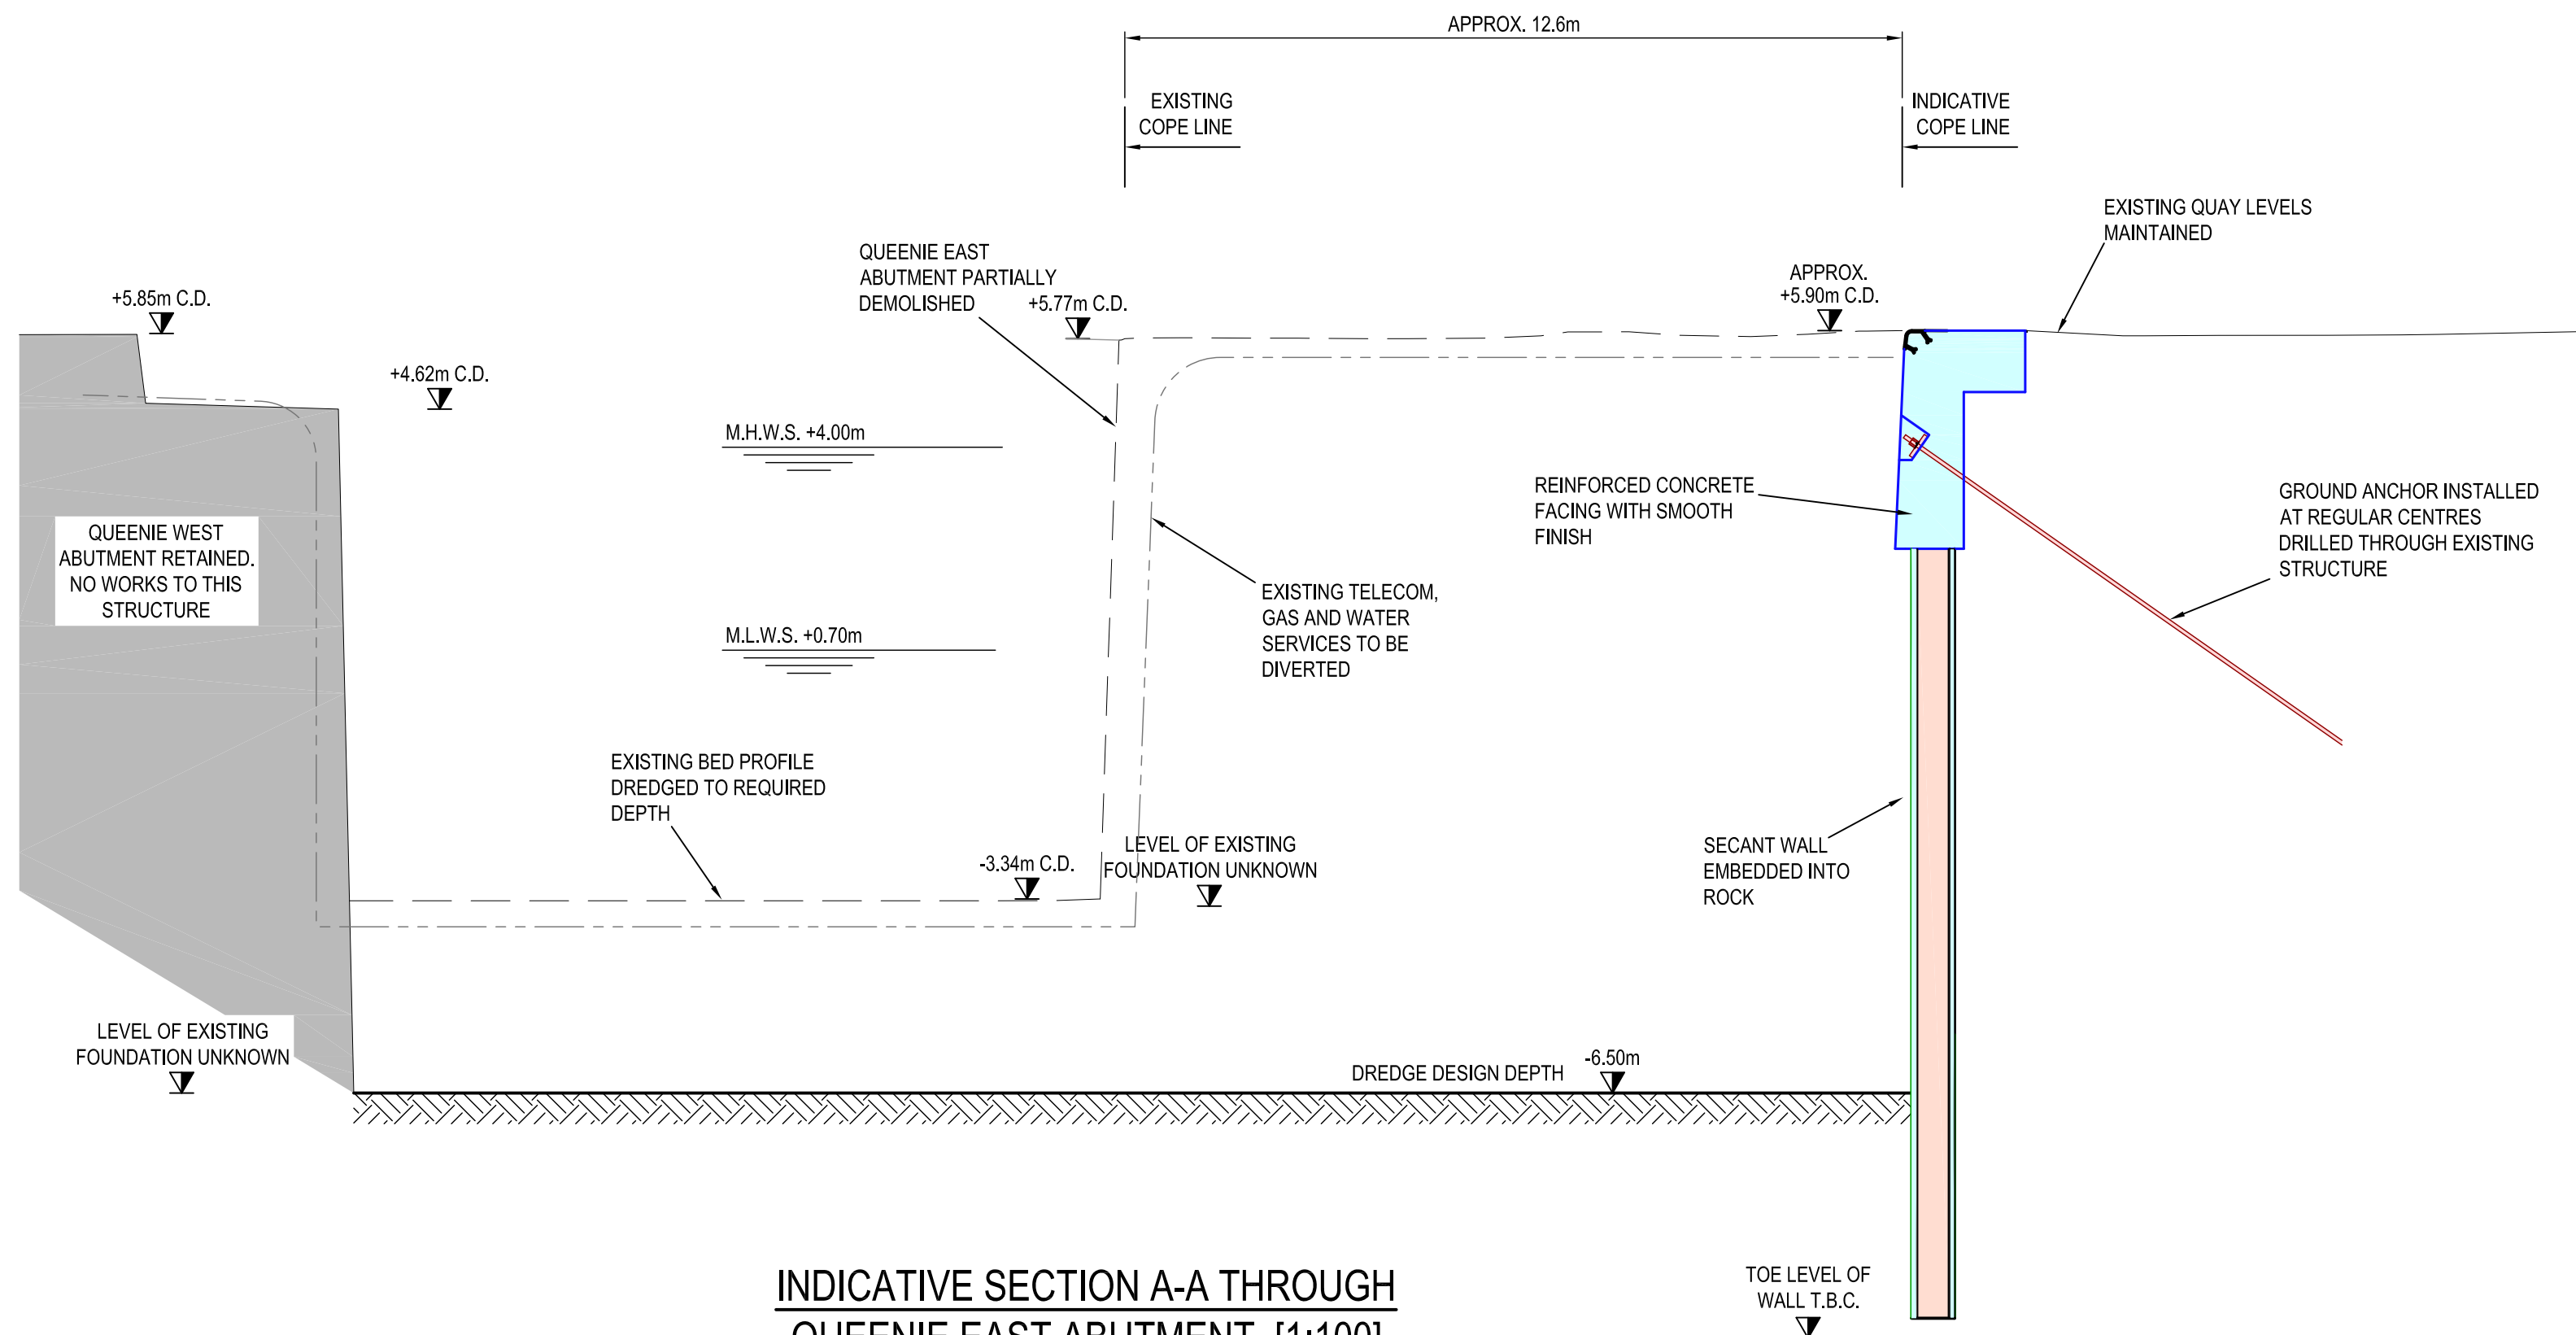 APPROX. 12.6m
EXISTING
COPE LINE
INDICATIVE
COPE LINE
EXISTING QUAY LEVELS
MAINTAINED
QUEENIE EAST
ABUTMENT PARTIALLY
DEMOLISHED
+5.77m C.D.
APPROX.
+5.90m C.D.
+5.85m C.D.
+4.62m C.D.
M.H.W.S. +4.00m
REINFORCED CONCRETE
FACING WITH SMOOTH
FINISH
GROUND ANCHOR INSTALLED
AT REGULAR CENTRES
DRILLED THROUGH EXISTING
STRUCTURE
QUEENIE WEST
ABUTMENT RETAINED.
NO WORKS TO THIS
STRUCTURE
EXISTING TELECOM,
GAS AND WATER
SERVICES TO BE
DIVERTED
M.L.W.S. +0.70m
EXISTING BED PROFILE
DREDGED TO REQUIRED
DEPTH
-3.34m C.D.
LEVEL OF EXISTING
FOUNDATION UNKNOWN
SECANT WALL
EMBEDDED INTO
ROCK
LEVEL OF EXISTING
FOUNDATION UNKNOWN
DREDGE DESIGN DEPTH
-6.50m
INDICATIVE SECTION A-A THROUGH
QUEENIE EAST ABUTMENT [1:100]
TOE LEVEL OF
WALL T.B.C.